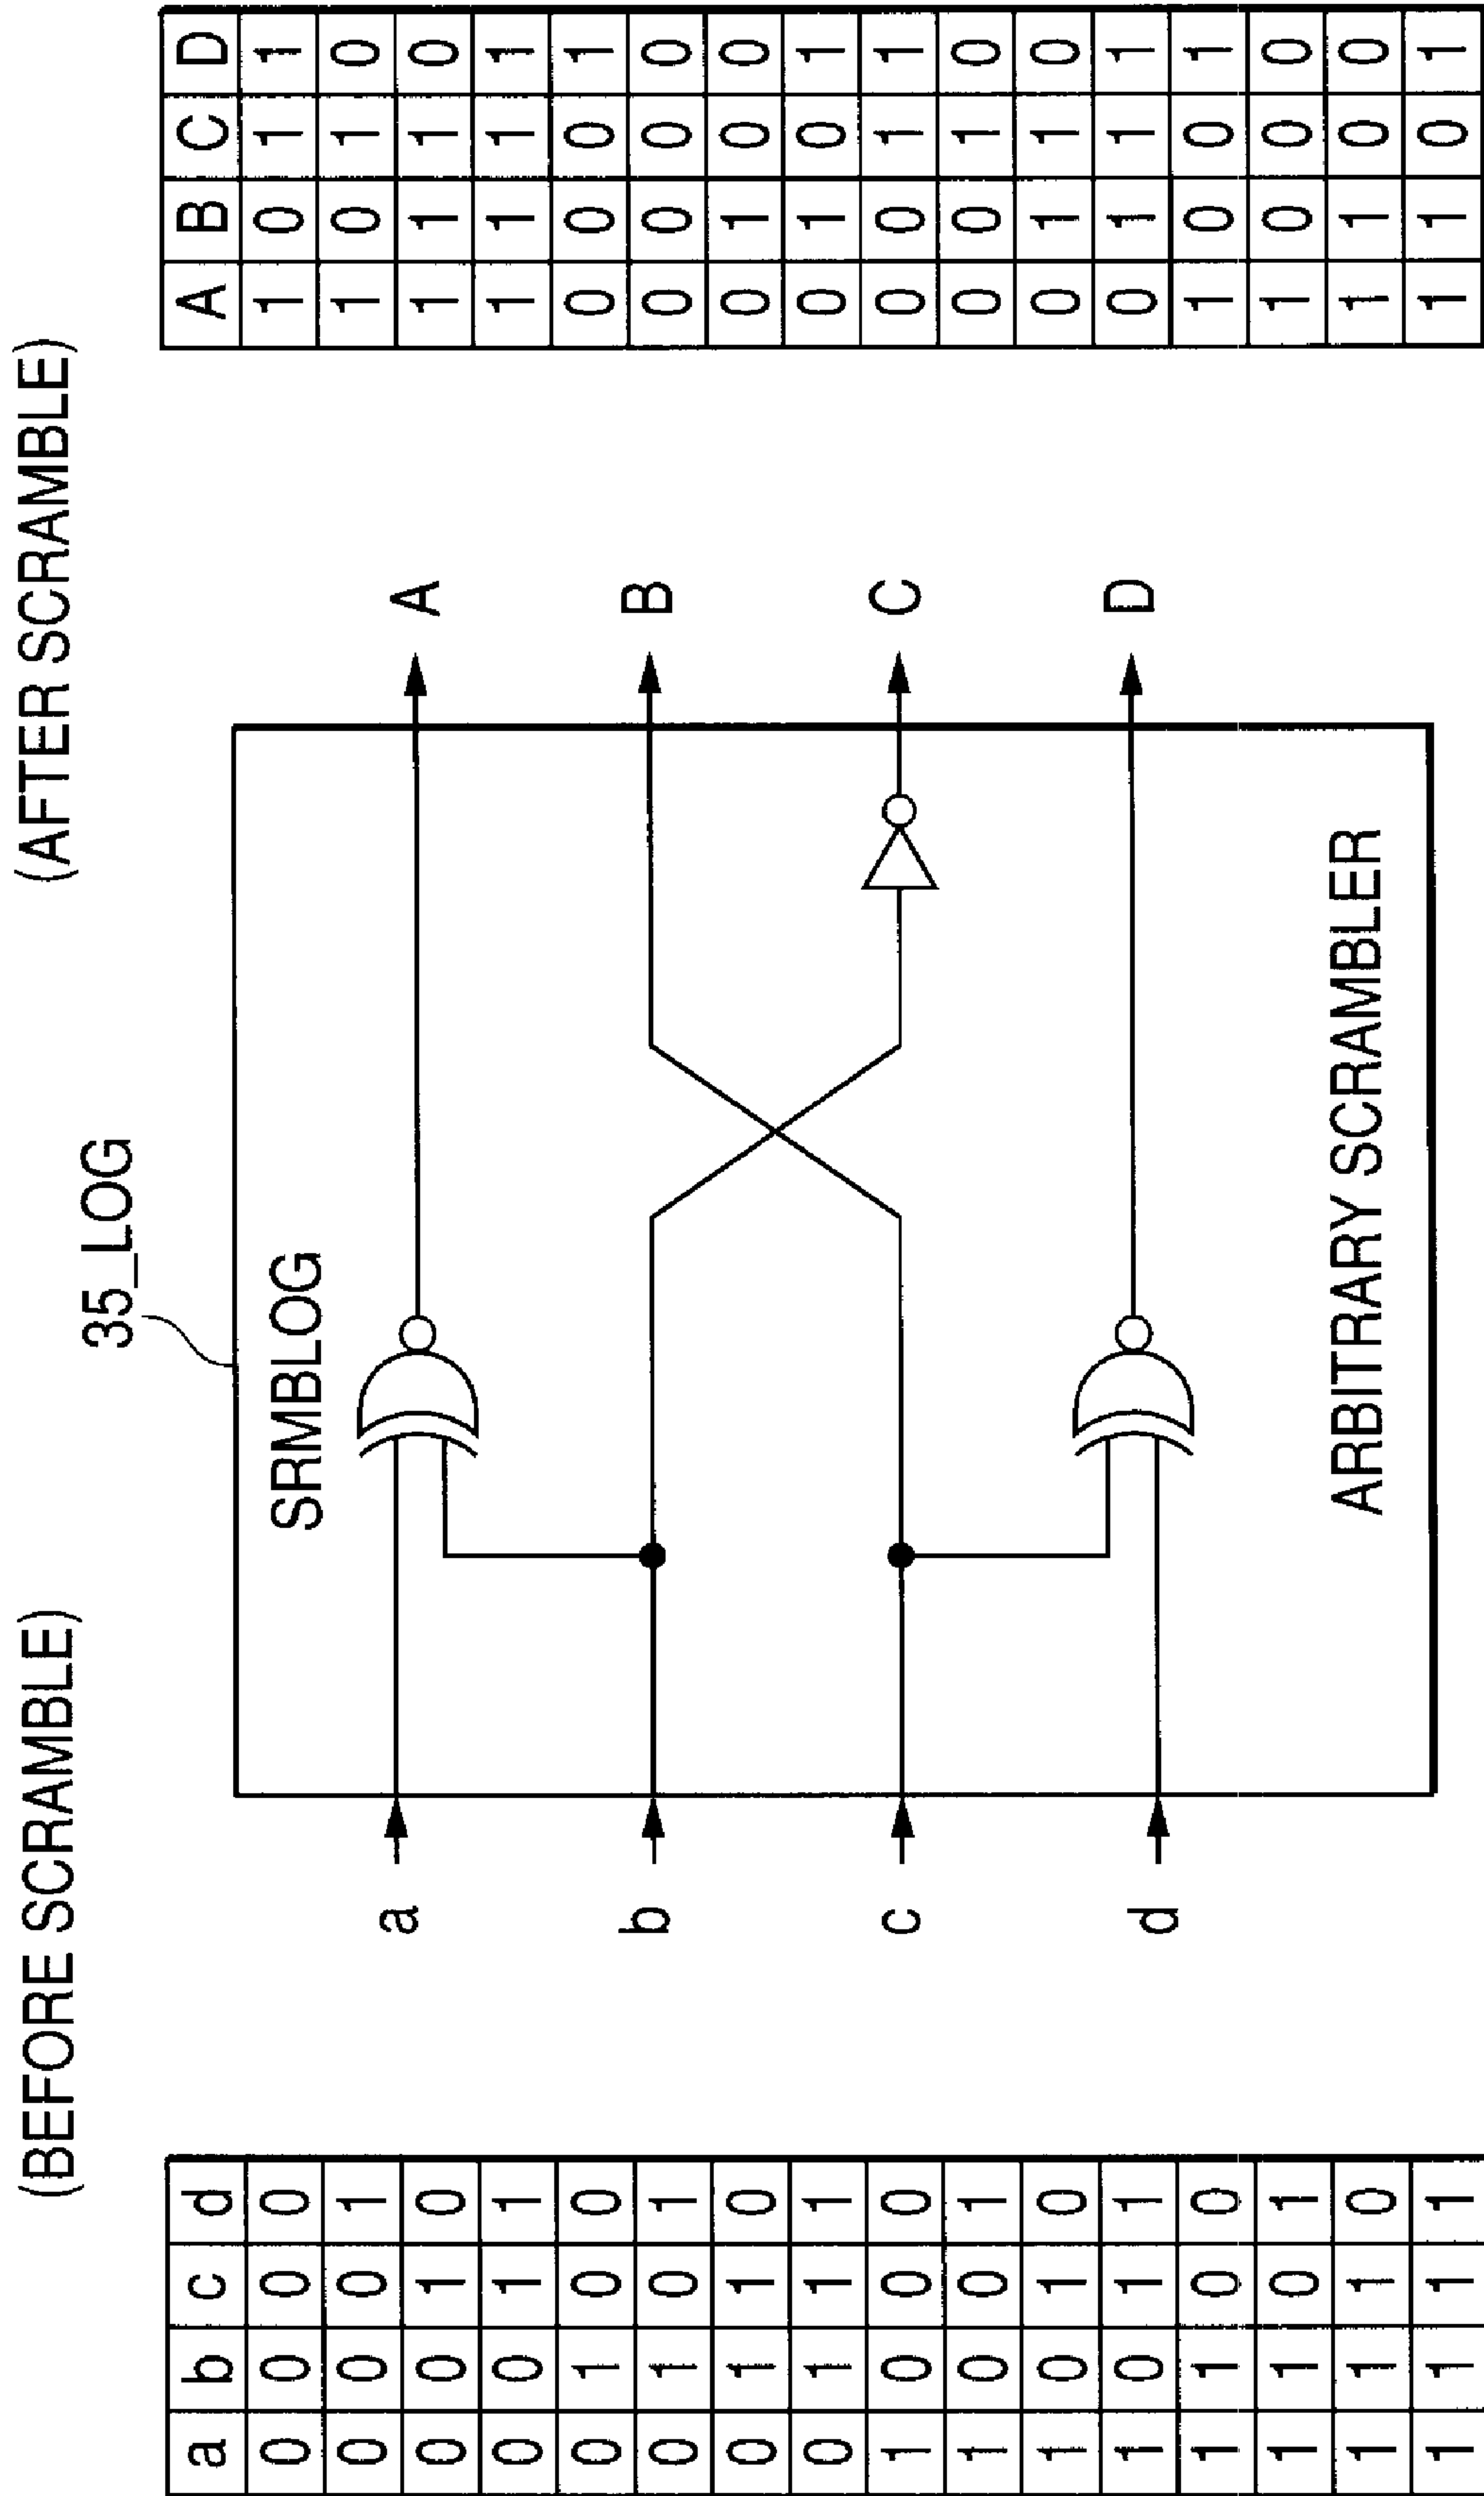 (BEFORE SCRAMBLE)
(AFTER SCRAMBLE)
35_LOG
a b c d
0 0 0 0
0 0 0 1
0 0 1 0
0 0 1 1
0 1 0 0
0 1 0 1
0 1 1 0
0 1 1 1
1 0 0 0
1 0 0 1
1 0 1 0
1 0 1 1
1 1 0 0
1 1 0 1
1 1 1 0
1 1 1 1
a
b
c
d
SRMBLOG
ARBITRARY SCRAMBLER
A
B
C
D
A B C D
1 0 1 1
1 0 1 0
1 1 1 0
1 1 1 1
0 0 0 1
0 0 0 0
0 1 0 0
0 1 0 1
0 0 1 1
0 0 1 0
0 1 1 0
0 1 1 1
1 0 0 1
1 0 0 0
1 1 0 0
1 1 0 1